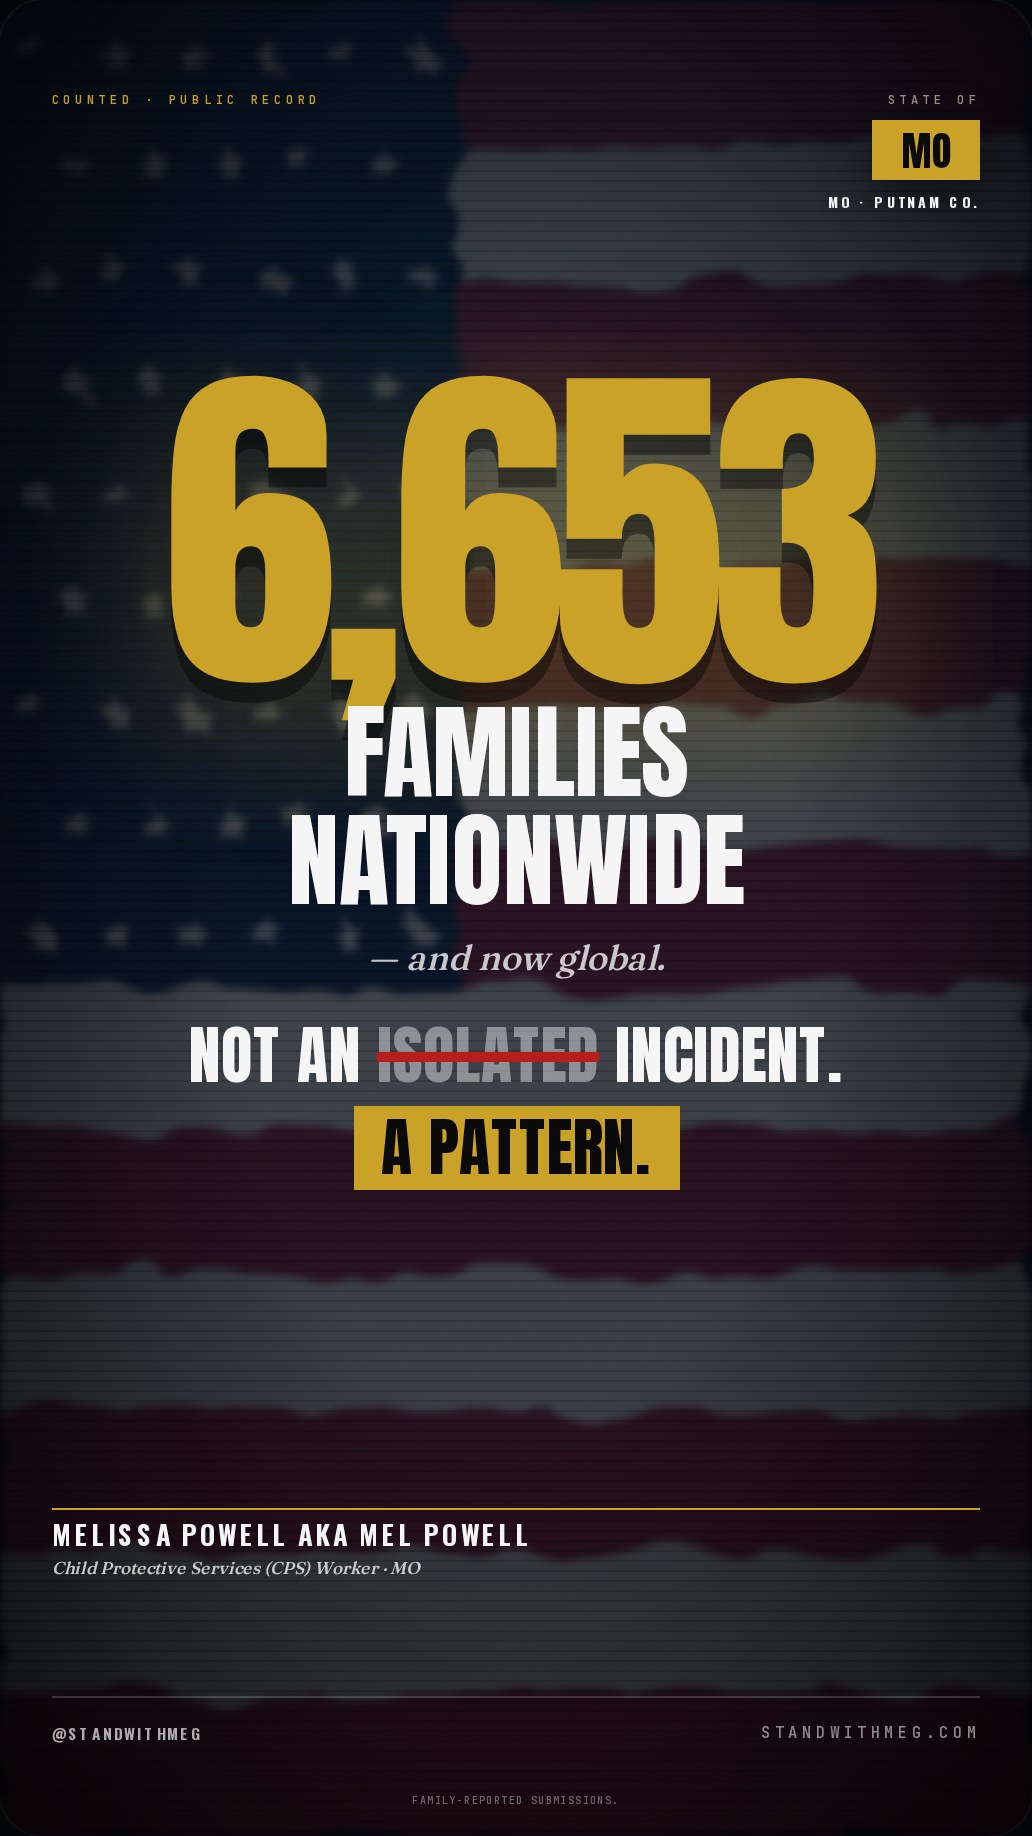 COUNTED · PUBLIC RECORD
STATE OF
MO
MO · PUTNAM CO.
6,653
FAMILIES
NATIONWIDE
— and now global.
NOT AN ISOLATED INCIDENT.
A PATTERN.
MELISSA POWELL AKA MEL POWELL
Child Protective Services (CPS) Worker · MO
@STANDWITHMEG
STANDWITHMEG.COM
FAMILY-REPORTED SUBMISSIONS.